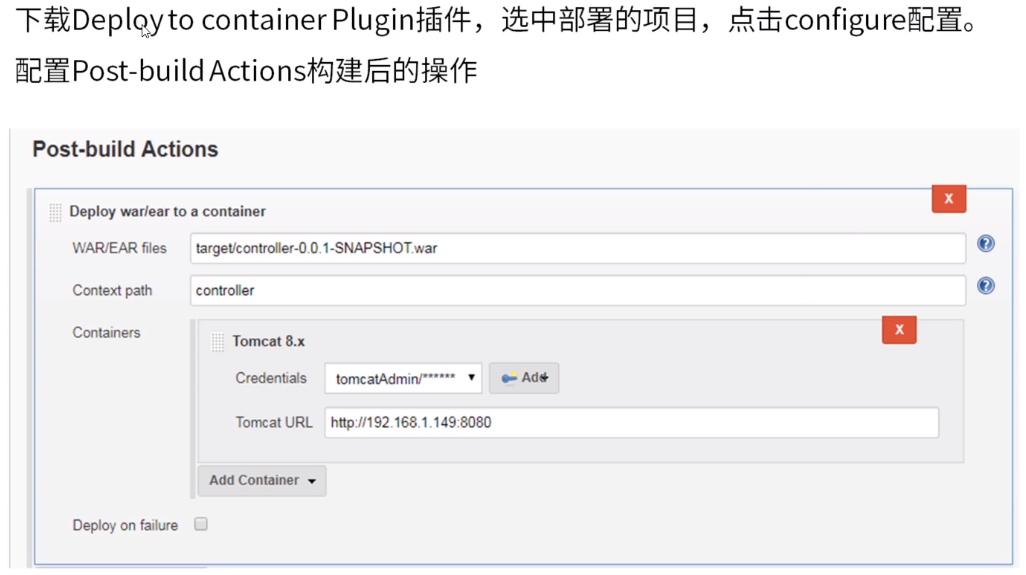 下载Deploy to container Plugin插件，选中部署的项目，点击configure配置。
配置Post-build Actions构建后的操作
Post-build Actions
X
Deploy war/ear to a container
WAR/EAR files target/controller-0.0.1-SNAPSHOT.war ?
Context path controller ?
Containers
X
Tomcat 8.x
Credentials tomcatAdmin/****** Add
Tomcat URL http://192.168.1.149:8080
Add Container
Deploy on failure